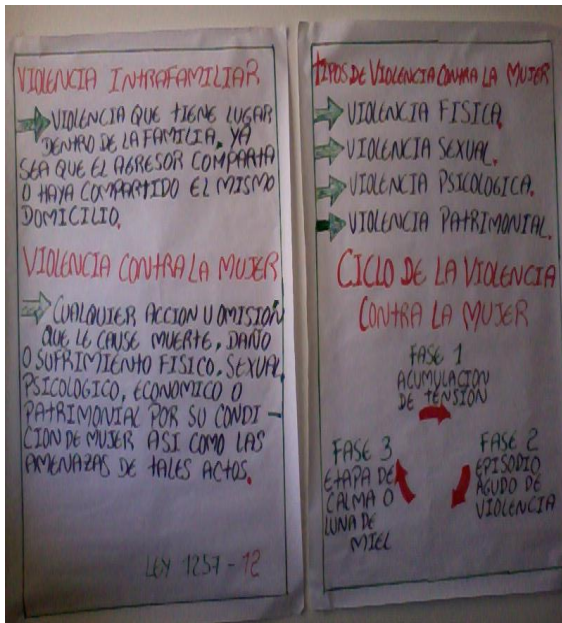 VIOLENCIA INTRAFAMILIAR
VIOLENCIA QUE TIENE LUGAR
DENTRO DE LA FAMILIA, YA
SEA QUE EL AGRESOR COMPARTA
O HAYA COMPARTIDO EL MISMO
DOMICILIO.
VIOLENCIA CONTRA LA MUJER
CUALQUIER ACCION U OMISIÓN
QUE LE CAUSE MUERTE, DAÑO
O SUFRIMIENTO FISICO, SEXUAL,
PSICOLOGICO, ECONOMICO O
PATRIMONIAL POR SU CONDI-
CION DE MUJER ASI COMO LAS
AMENAZAS DE TALES ACTOS.
LEY 1257-12
TIPOS DE VIOLENCIA CONTRA LA MUJER
VIOLENCIA FISICA.
VIOLENCIA SEXUAL.
VIOLENCIA PSICOLOGICA.
VIOLENCIA PATRIMONIAL.
CICLO DE LA VIOLENCIA
CONTRA LA MUJER
FASE 1
ACUMULACION
DE TENSIÓN
FASE 2
EPISODIO
AGUDO DE
VIOLENCIA
FASE 3
ETAPA DE
CALMA O
LUNA DE
MIEL